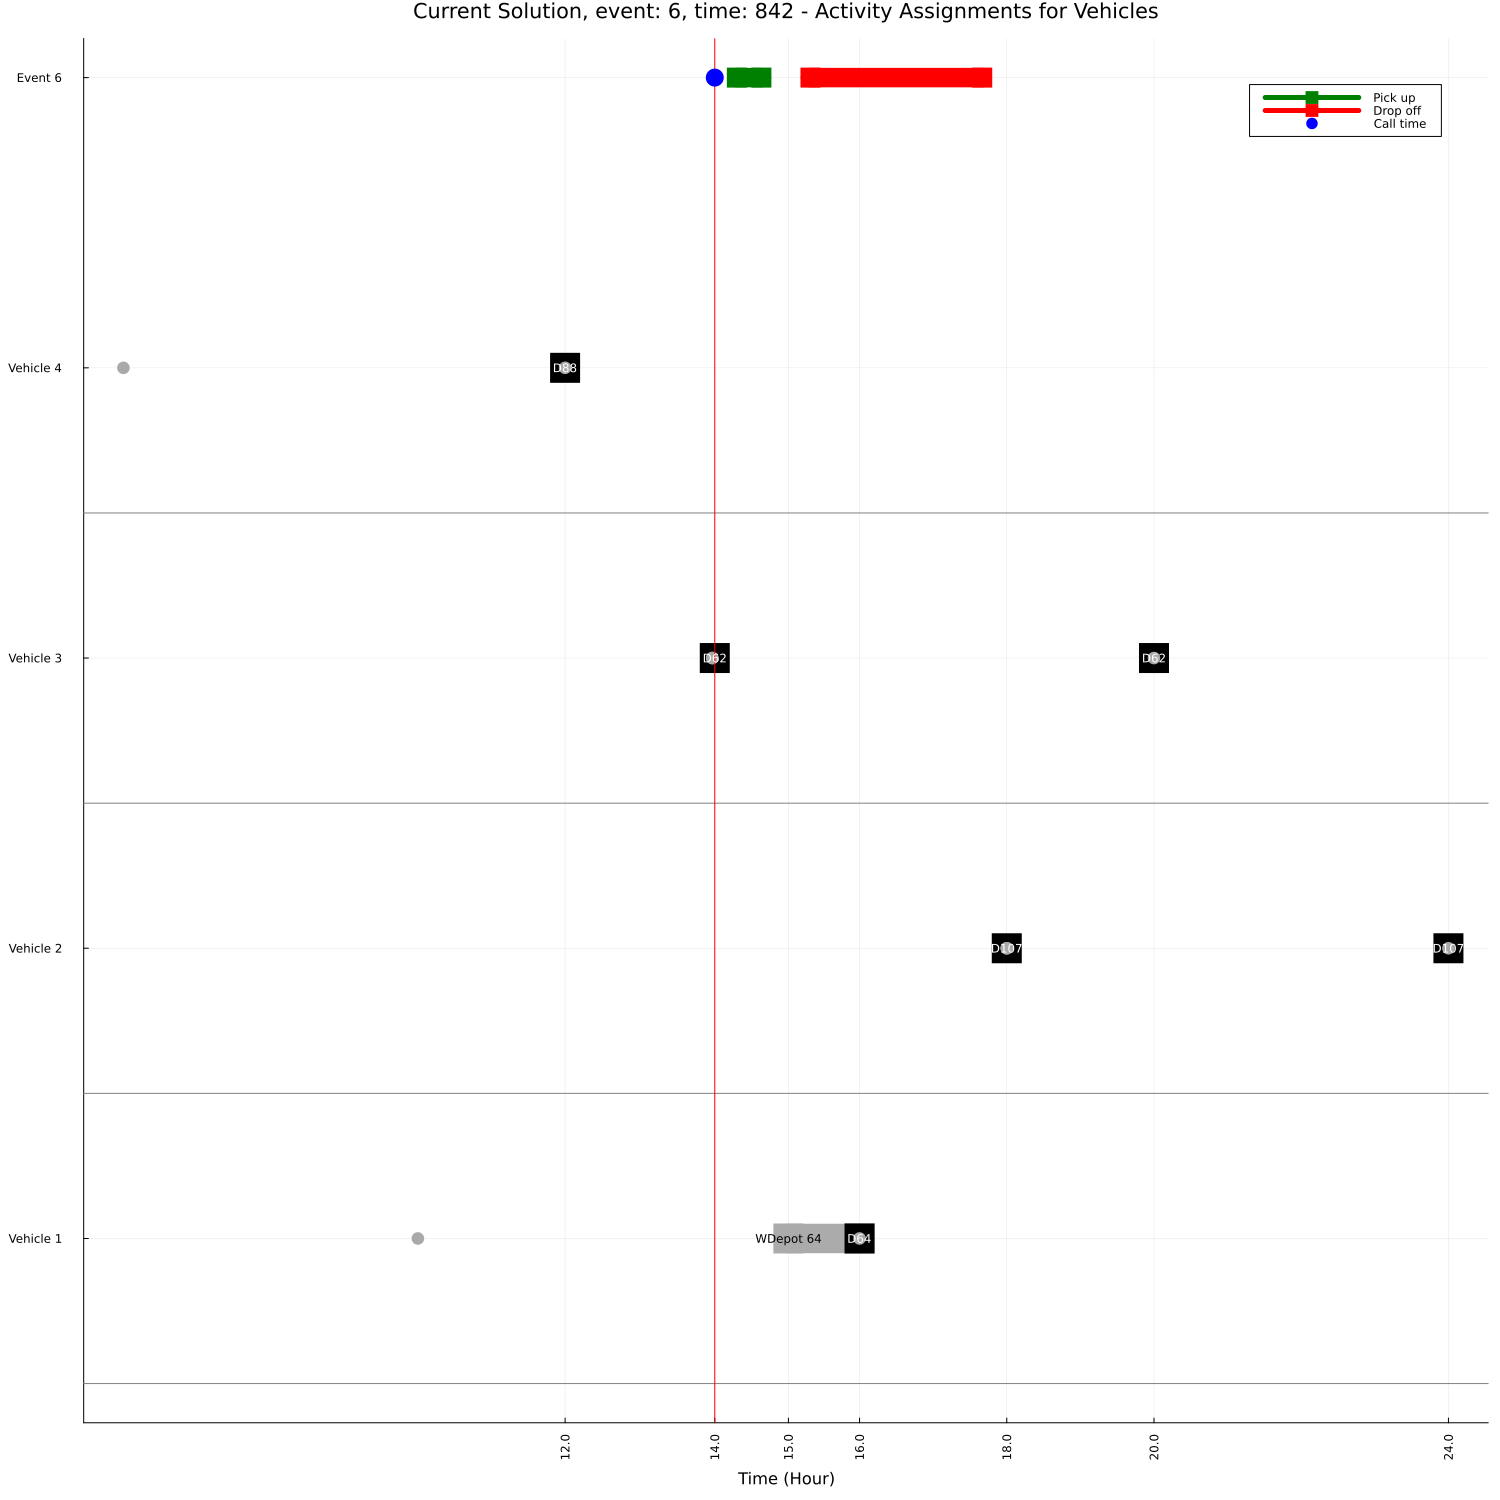 Current Solution, event: 6, time: 842 - Activity Assignments for Vehicles
Event 6
Pick up
Drop off
Call time
Vehicle 4
D88
Vehicle 3
D62
D62
Vehicle 2
D107
D107
Vehicle 1
WDepot 64
D64
12.0
14.0
15.0
16.0
18.0
20.0
24.0
Time (Hour)